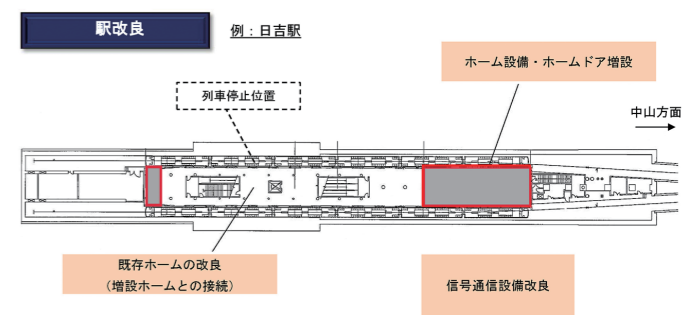 駅改良
例：日吉駅
ホーム設備・ホームドア増設
列車停止位置
中山方面
既存ホームの改良
（増設ホームとの接続）
信号通信設備改良